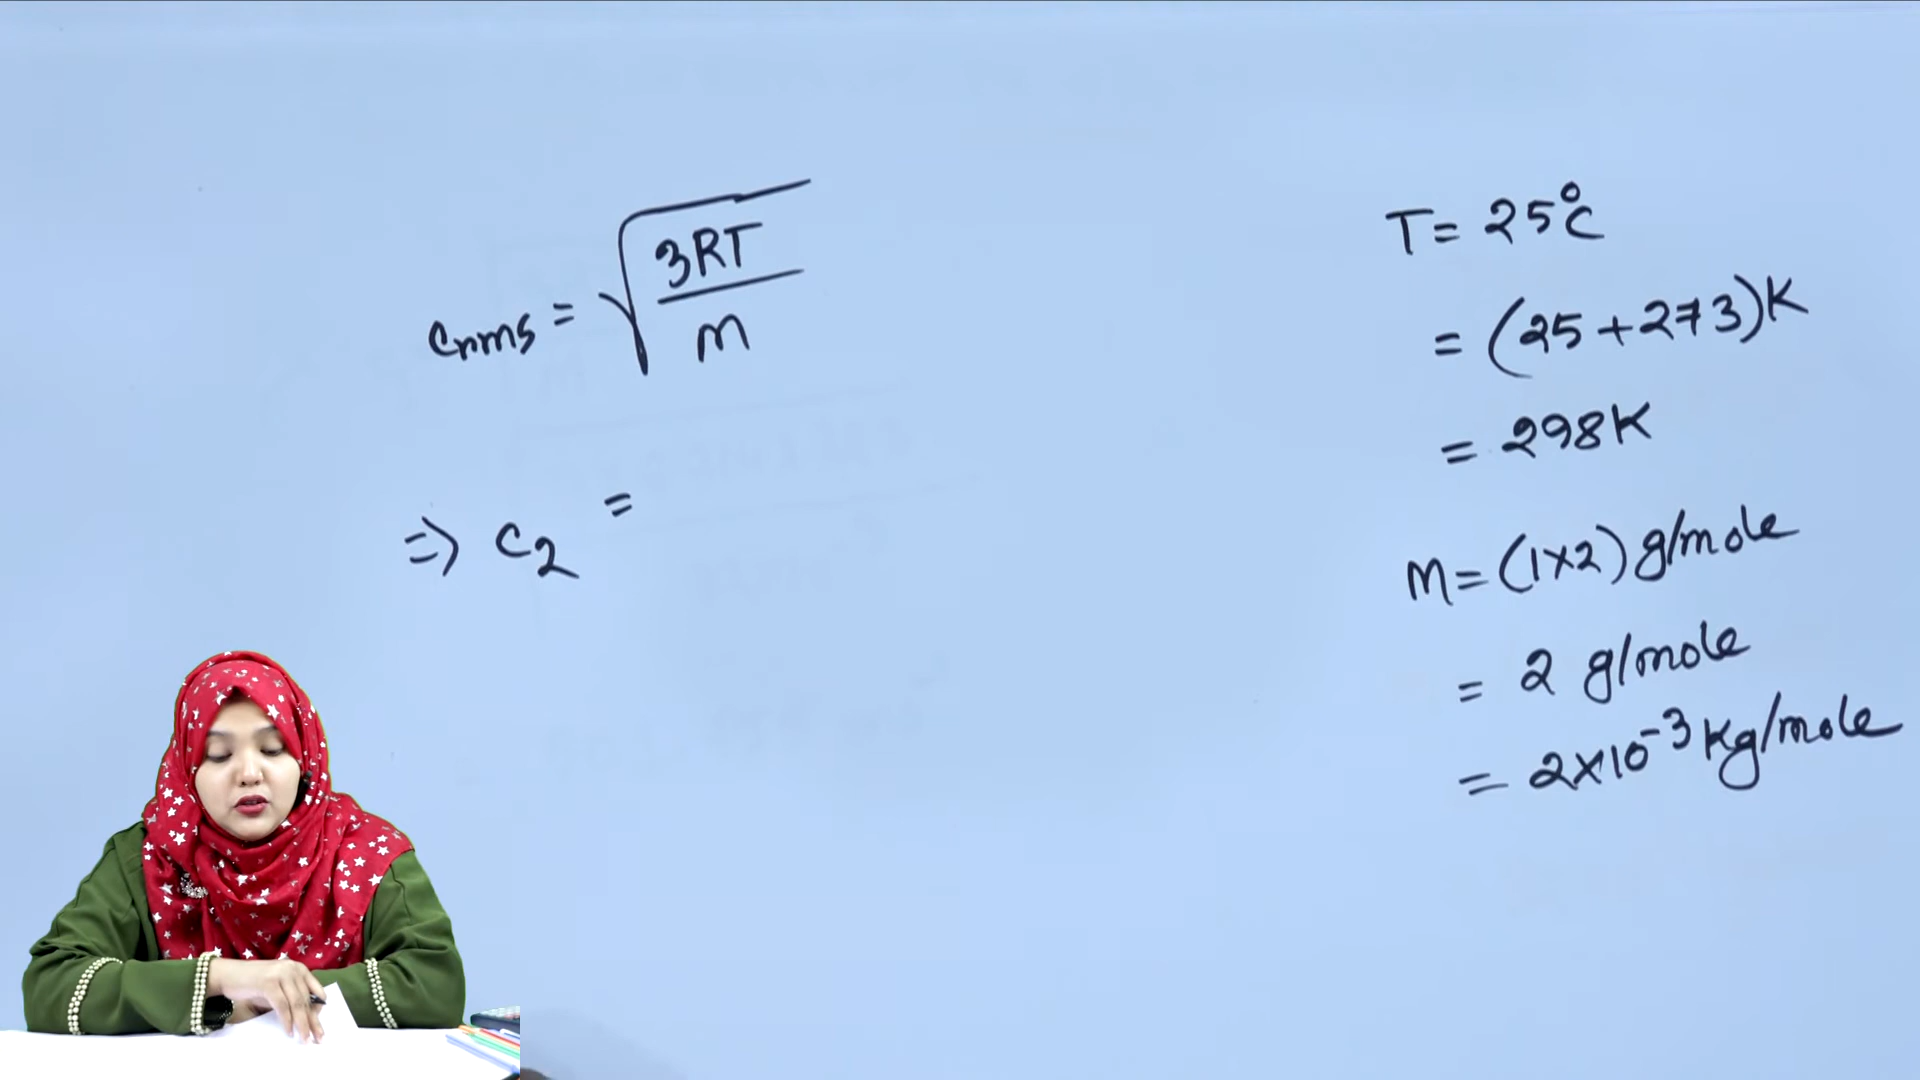 Crms = √(3RT/M)
⇒ C₂ =
T = 25°C
= (25 + 273)K
= 298K
M = (1×2) g/mole
= 2 g/mole
= 2×10⁻³ Kg/mole